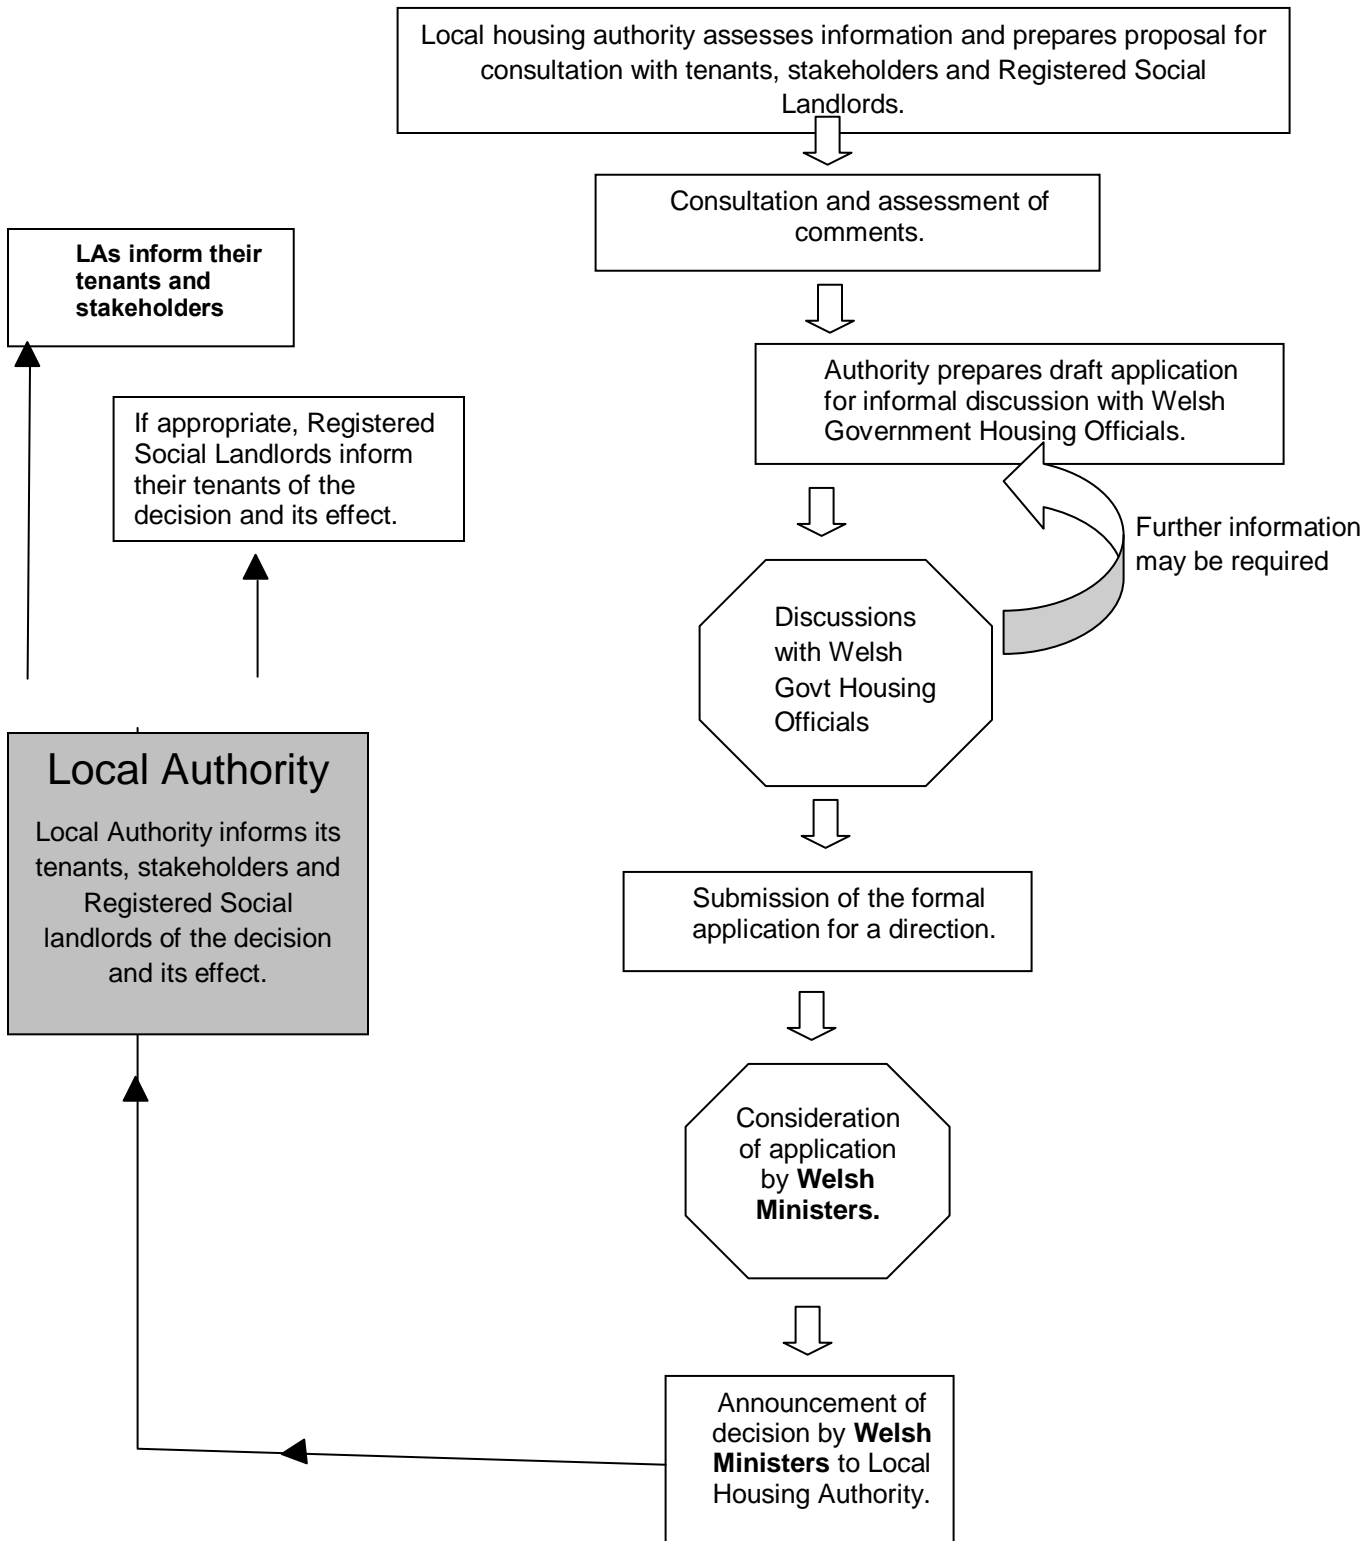 Local housing authority assesses information and prepares proposal for
consultation with tenants, stakeholders and Registered Social
Landlords.
Consultation and assessment of
comments.
LAs inform their
tenants and
stakeholders
Authority prepares draft application
for informal discussion with Welsh
Government Housing Officials.
If appropriate, Registered
Social Landlords inform
their tenants of the
decision and its effect.
Further information
may be required
Discussions
with Welsh
Govt Housing
Officials
Local Authority
Local Authority informs its
tenants, stakeholders and
Registered Social
landlords of the decision
and its effect.
Submission of the formal
application for a direction.
Consideration
of application
by Welsh
Ministers.
Announcement of
decision by Welsh
Ministers to Local
Housing Authority.